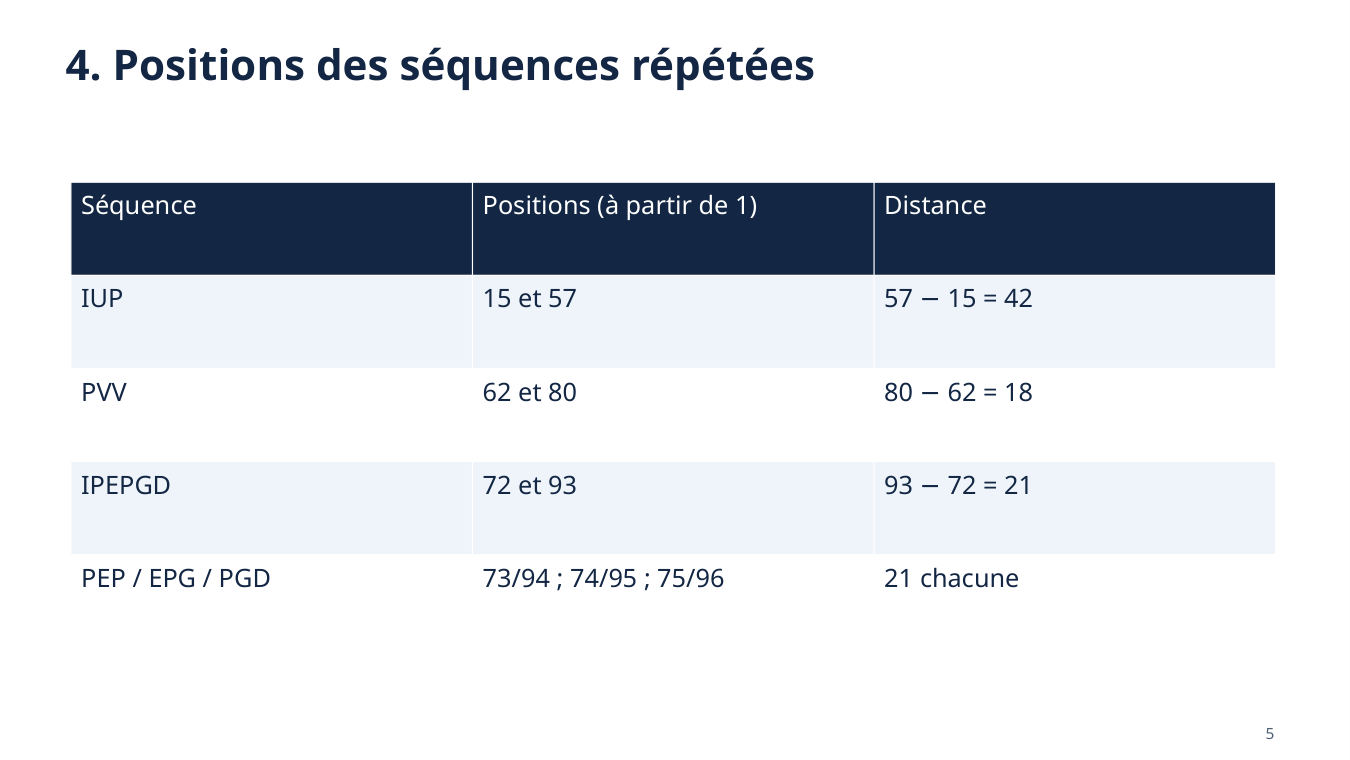 4. Positions des séquences répétées
Séquence
Positions (à partir de 1)
Distance
IUP
15 et 57
57 − 15 = 42
PVV
62 et 80
80 − 62 = 18
IPEPGD
72 et 93
93 − 72 = 21
PEP / EPG / PGD
73/94 ; 74/95 ; 75/96
21 chacune
5